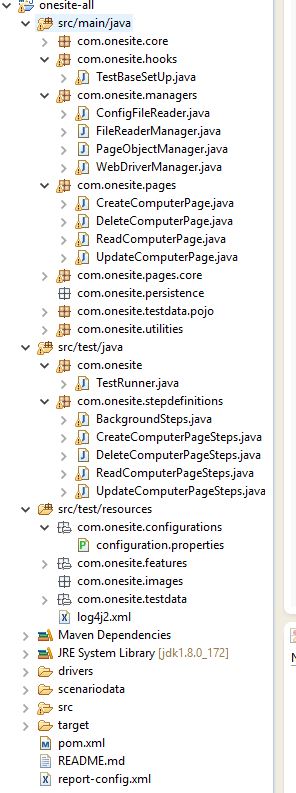 onesite-all
src/main/java
com.onesite.core
com.onesite.hooks
TestBaseSetUp.java
com.onesite.managers
ConfigFileReader.java
FileReaderManager.java
PageObjectManager.java
WebDriverManager.java
com.onesite.pages
CreateComputerPage.java
DeleteComputerPage.java
ReadComputerPage.java
UpdateComputerPage.java
com.onesite.pages.core
com.onesite.persistence
com.onesite.testdata.pojo
com.onesite.utilities
src/test/java
com.onesite
TestRunner.java
com.onesite.stepdefinitions
BackgroundSteps.java
CreateComputerPageSteps.java
DeleteComputerPageSteps.java
ReadComputerPageSteps.java
UpdateComputerPageSteps.java
src/test/resources
com.onesite.configurations
configuration.properties
com.onesite.features
com.onesite.images
com.onesite.testdata
log4j2.xml
Maven Dependencies
JRE System Library [jdk1.8.0_172]
drivers
scenariodata
src
target
pom.xml
README.md
report-config.xml